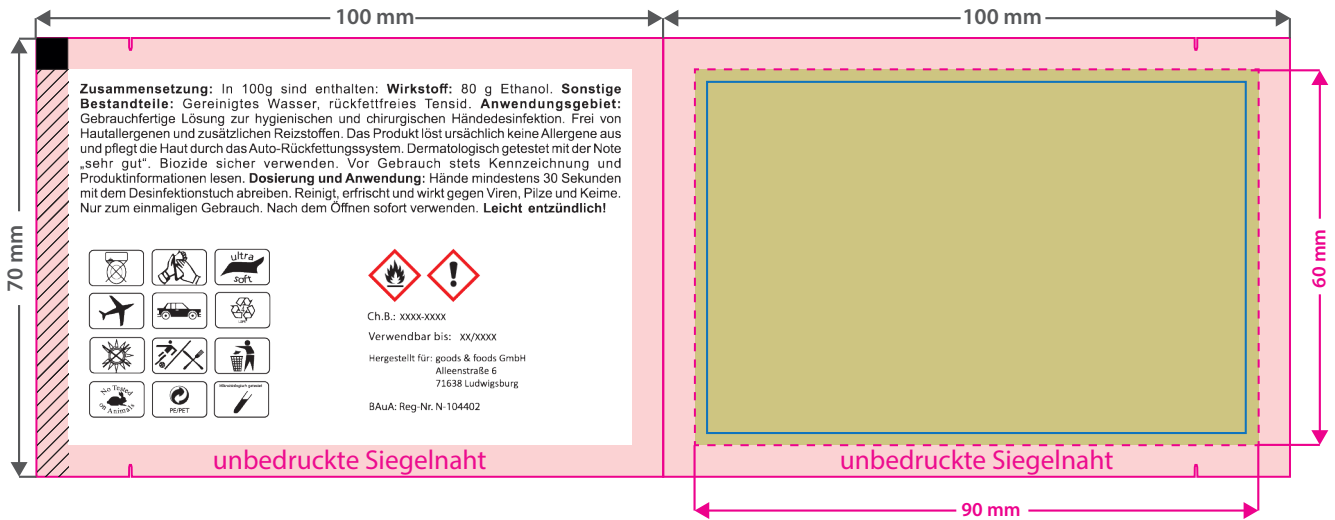 100 mm
100 mm
70 mm
Zusammensetzung: In 100g sind enthalten: Wirkstoff: 80 g Ethanol. Sonstige
Bestandteile: Gereinigtes Wasser, rückfettfreies Tensid. Anwendungsgebiet:
Gebrauchfertige Lösung zur hygienischen und chirurgischen Händedesinfektion. Frei von
Hautallergenen und zusätzlichen Reizstoffen. Das Produkt löst ursächlich keine Allergene aus
und pflegt die Haut durch das Auto-Rückfettungssystem. Dermatologisch getestet mit der Note
„sehr gut“. Biozide sicher verwenden. Vor Gebrauch stets Kennzeichnung und
Produktinformationen lesen. Dosierung und Anwendung: Hände mindestens 30 Sekunden
mit dem Desinfektionstuch abreiben. Reinigt, erfrischt und wirkt gegen Viren, Pilze und Keime.
Nur zum einmaligen Gebrauch. Nach dem Öffnen sofort verwenden. Leicht entzündlich!
ultra
soft
No Tested
on Animals
PE/PET
Ch.B.: XXXX-XXXX
Verwendbar bis: XX/XXXX
Hergestellt für: goods & foods GmbH
Alleenstraße 6
71638 Ludwigsburg
BAuA: Reg-Nr. N-104402
60 mm
unbedruckte Siegelnaht
unbedruckte Siegelnaht
90 mm